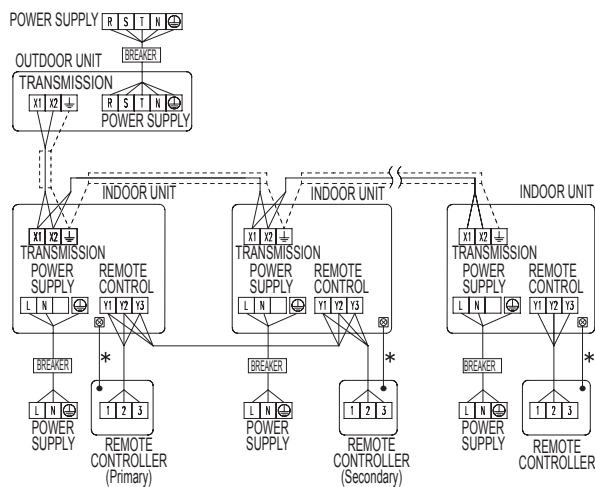 POWER SUPPLY R S T N
BREAKER
OUTDOOR UNIT
TRANSMISSION
X1 X2 R S T N
POWER SUPPLY
INDOOR UNIT INDOOR UNIT INDOOR UNIT
X1 X2 X1 X2 X1 X2
TRANSMISSION TRANSMISSION TRANSMISSION
POWER SUPPLY REMOTE CONTROL POWER SUPPLY REMOTE CONTROL POWER SUPPLY REMOTE CONTROL
L N Y1 Y2 Y3 L N Y1 Y2 Y3 L N Y1 Y2 Y3
* * *
BREAKER BREAKER BREAKER
L N 1 2 3 L N 1 2 3 L N 1 2 3
POWER SUPPLY POWER SUPPLY POWER SUPPLY
REMOTE CONTROLLER (Primary) REMOTE CONTROLLER (Secondary) REMOTE CONTROLLER